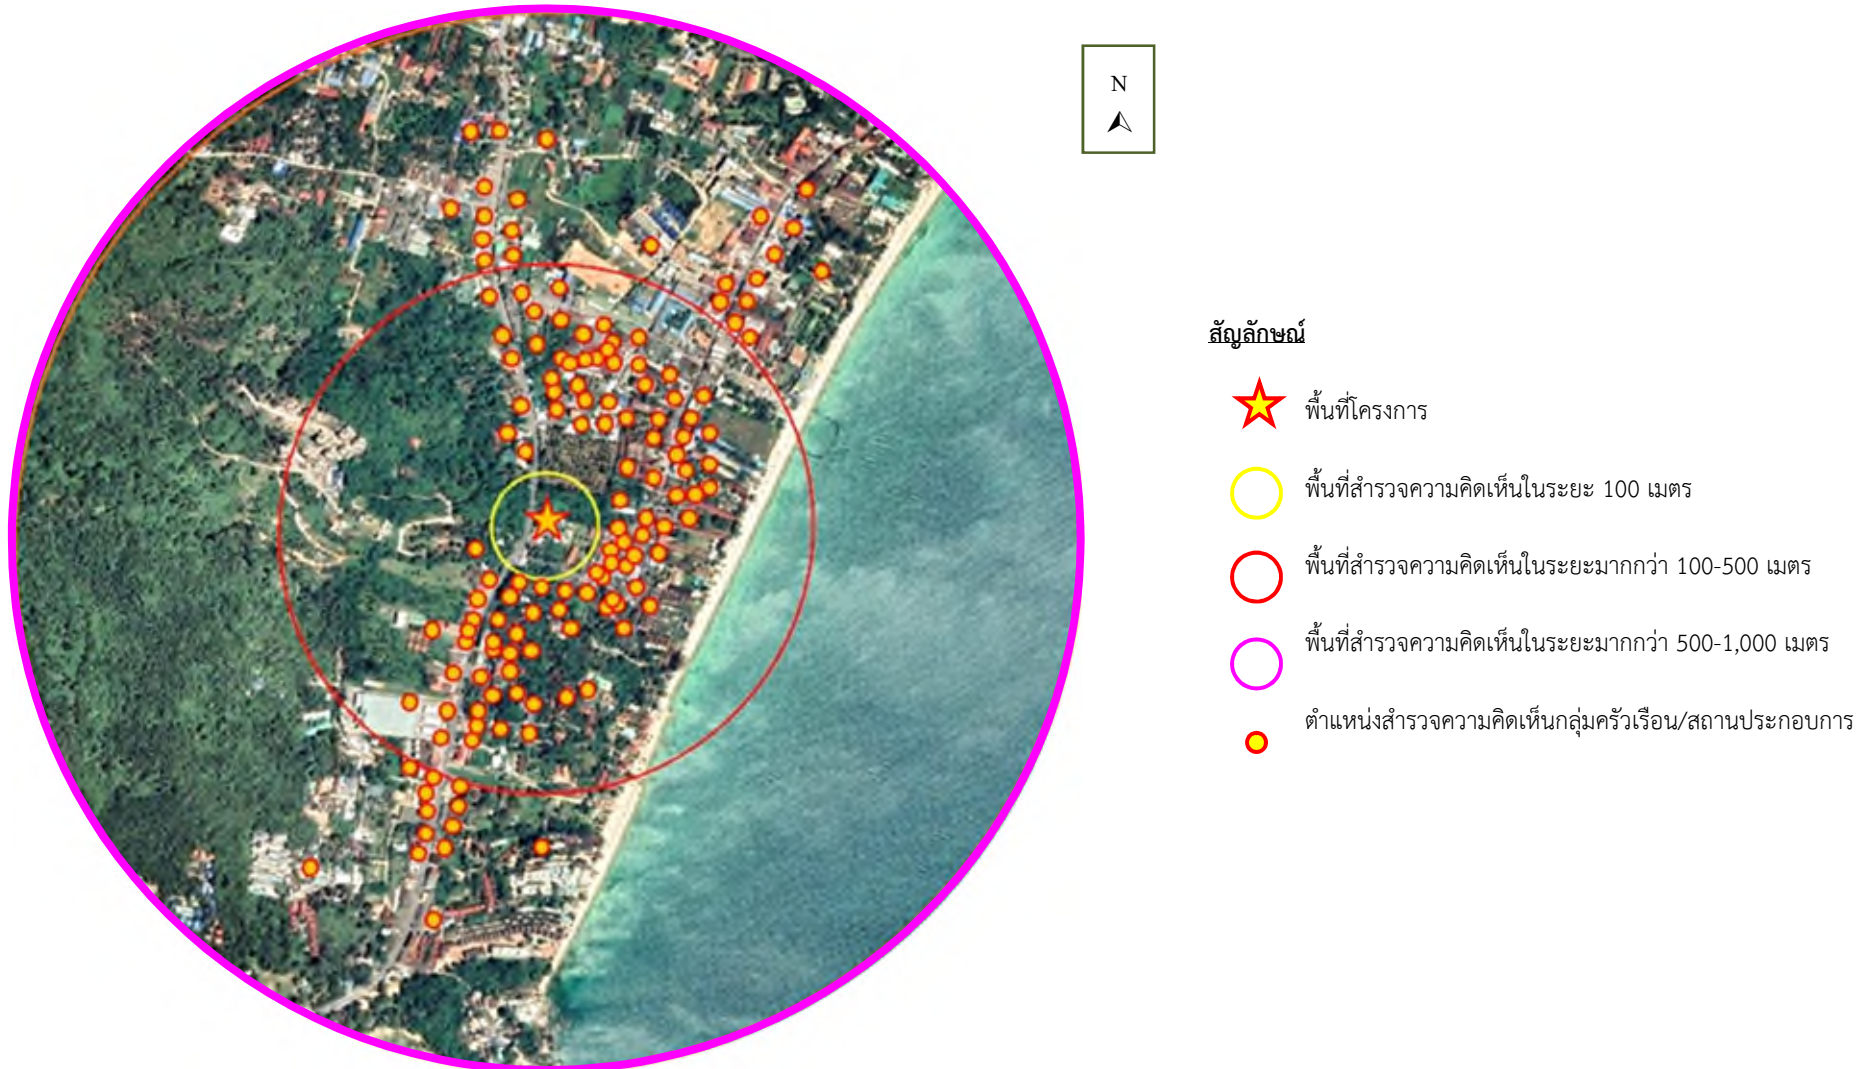 N
สัญลักษณ์
พื้นที่โครงการ
พื้นที่สำรวจความคิดเห็นในระยะ 100 เมตร
พื้นที่สำรวจความคิดเห็นในระยะมากกว่า 100-500 เมตร
พื้นที่สำรวจความคิดเห็นในระยะมากกว่า 500-1,000 เมตร
ตำแหน่งสำรวจความคิดเห็นกลุ่มครัวเรือน/สถานประกอบการ